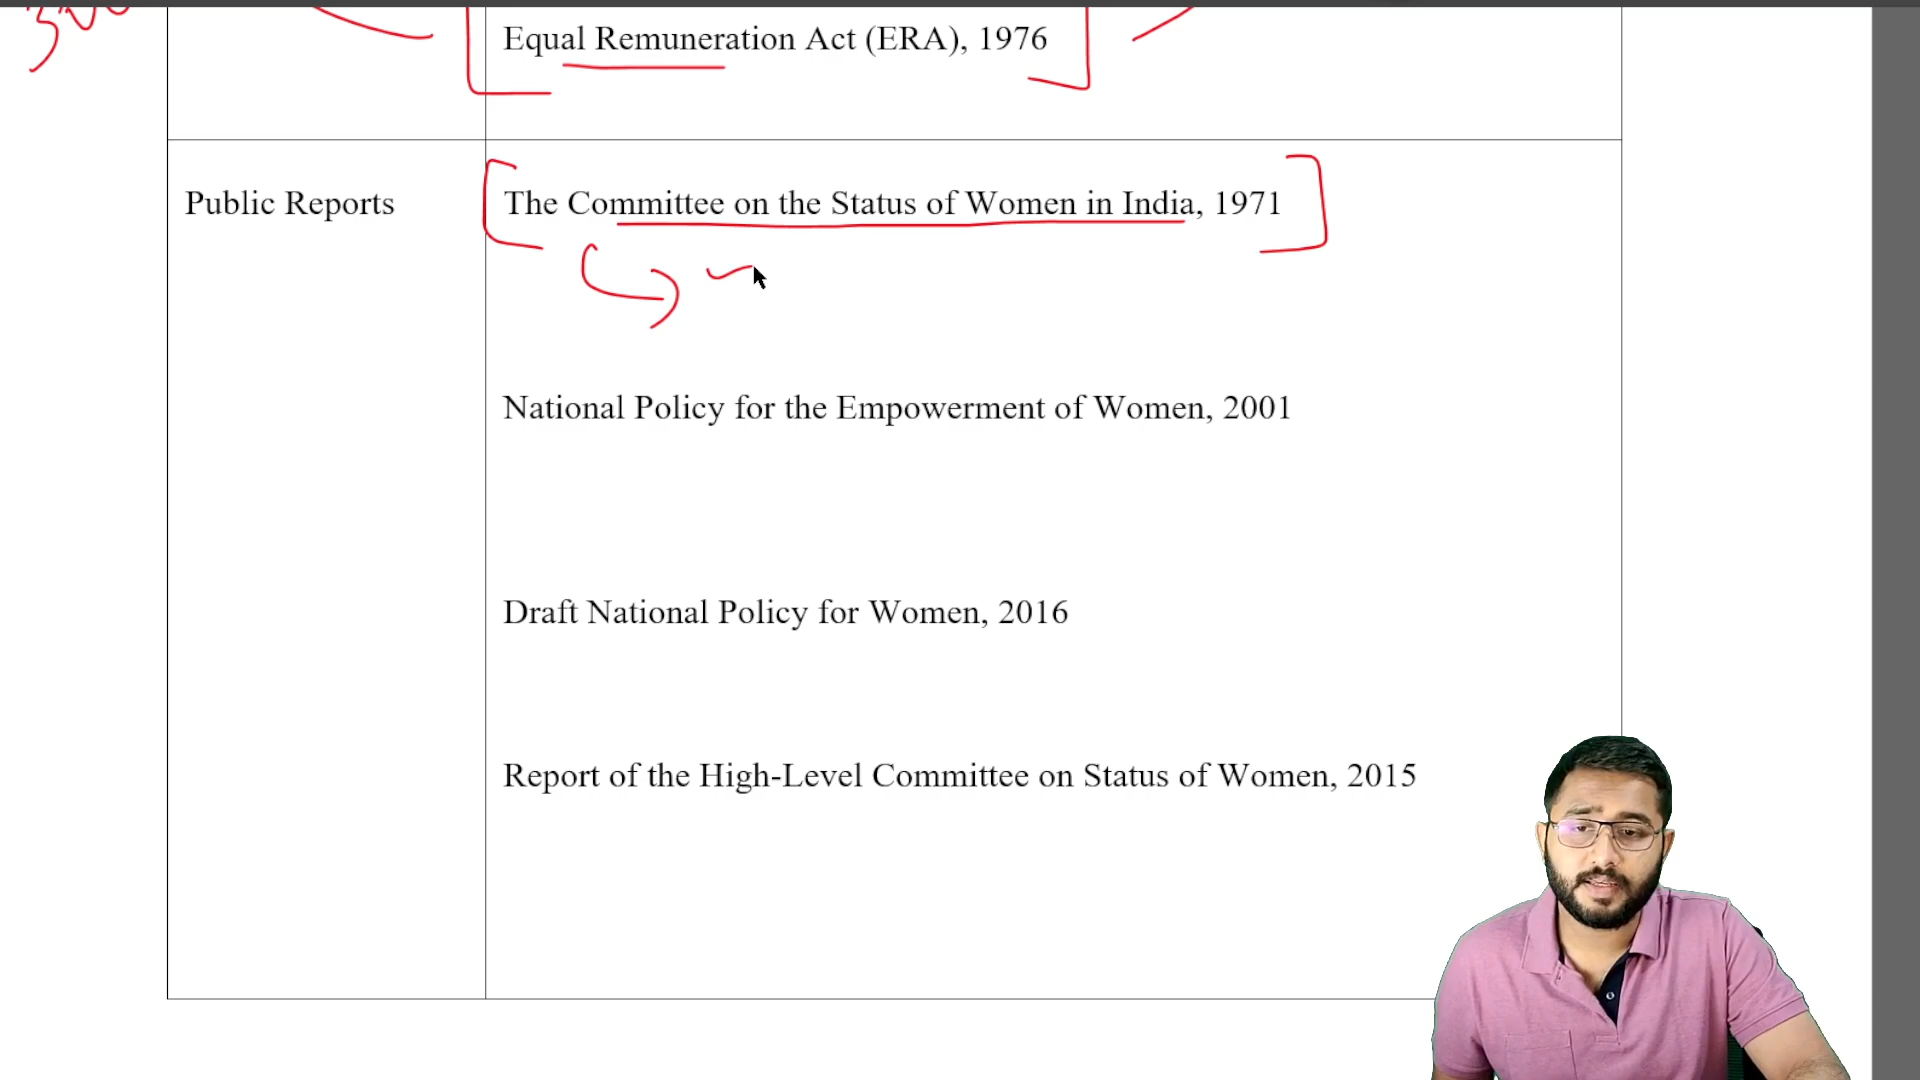 Equal Remuneration Act (ERA), 1976
Public Reports
The Committee on the Status of Women in India, 1971
National Policy for the Empowerment of Women, 2001
Draft National Policy for Women, 2016
Report of the High-Level Committee on Status of Women, 2015